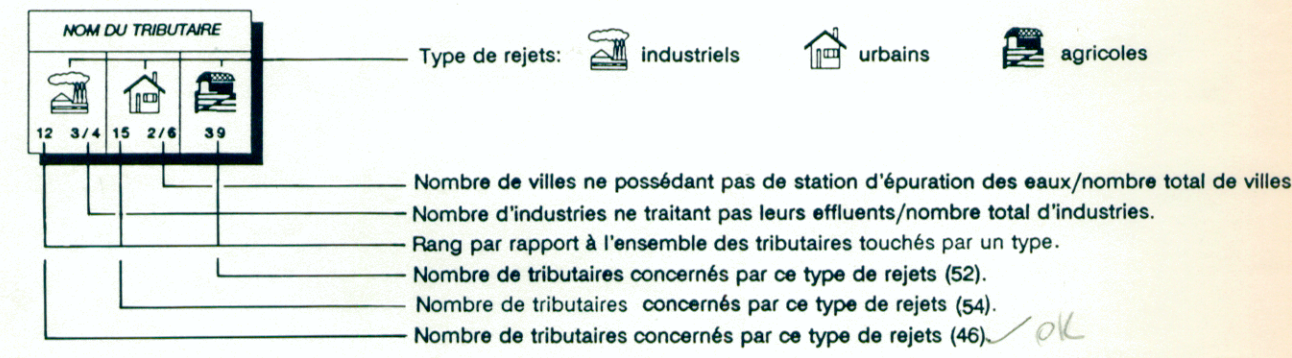 NOM DU TRIBUTAIRE
Type de rejets: industriels urbains agricoles
12 3/4 15 2/6 39
Nombre de villes ne possédant pas de station d'épuration des eaux/nombre total de villes
Nombre d'industries ne traitant pas leurs effluents/nombre total d'industries.
Rang par rapport à l'ensemble des tributaires touchés par un type.
Nombre de tributaires concernés par ce type de rejets (52).
Nombre de tributaires concernés par ce type de rejets (54).
Nombre de tributaires concernés par ce type de rejets (46). OK